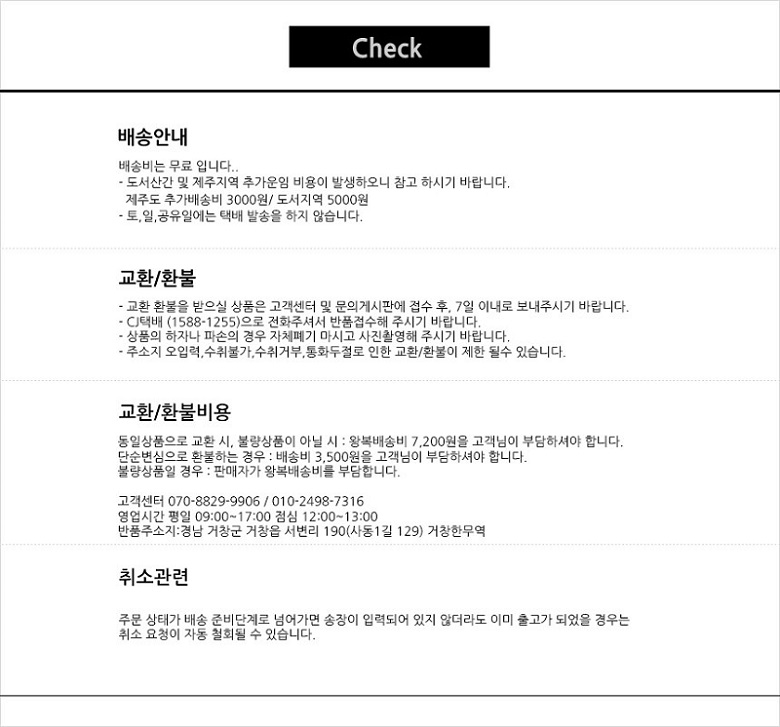 Check
배송안내
배송비는 무료 입니다..
- 도서산간 및 제주지역 추가운임 비용이 발생하오니 참고 하시기 바랍니다.
제주도 추가배송비 3000원/ 도서지역 5000원
- 토,일,공유일에는 택배 발송을 하지 않습니다.
교환/환불
- 교환 환불을 받으실 상품은 고객센터 및 문의게시판에 접수 후, 7일 이내로 보내주시기 바랍니다.
- CJ택배 (1588-1255)으로 전화주셔서 반품접수해 주시기 바랍니다.
- 상품의 하자나 파손의 경우 자체폐기 마시고 사진촬영해 주시기 바랍니다.
- 주소지 오입력,수취불가,수취거부,통화두절로 인한 교환/환불이 제한 될수 있습니다.
교환/환불비용
동일상품으로 교환 시, 불량상품이 아닐 시 : 왕복배송비 7,200원을 고객님이 부담하셔야 합니다.
단순변심으로 환불하는 경우 : 배송비 3,500원을 고객님이 부담하셔야 합니다.
불량상품일 경우 : 판매자가 왕복배송비를 부담합니다.
고객센터 070-8829-9906 / 010-2498-7316
영업시간 평일 09:00~17:00 점심 12:00~13:00
반품주소지:경남 거창군 거창읍 서변리 190(사동1길 129) 거창한무역
취소관련
주문 상태가 배송 준비단계로 넘어가면 송장이 입력되어 있지 않더라도 이미 출고가 되었을 경우는
취소 요청이 자동 철회될 수 있습니다.